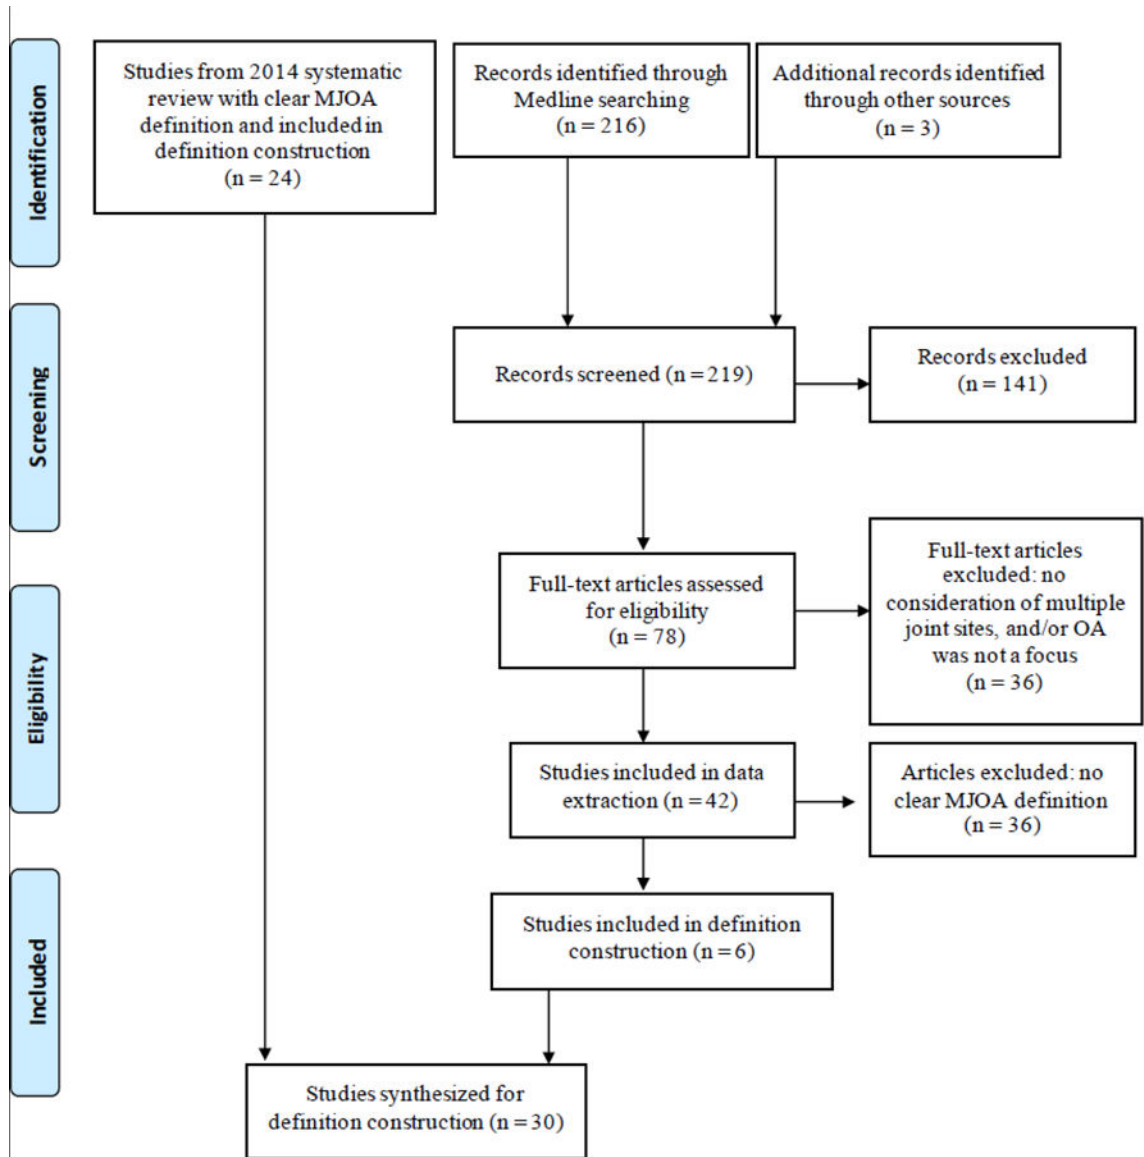 Identification
Studies from 2014 systematic
review with clear MJOA
definition and included in
definition construction
(n = 24)
Records identified through
Medline searching
(n = 216)
Additional records identified
through other sources
(n = 3)
Screening
Records screened (n = 219)
Records excluded
(n = 141)
Eligibility
Full-text articles assessed
for eligibility
(n = 78)
Full-text articles
excluded: no
consideration of multiple
joint sites, and/or OA
was not a focus
(n = 36)
Studies included in data
extraction (n = 42)
Articles excluded: no
clear MJOA definition
(n = 36)
Included
Studies included in definition
construction (n = 6)
Studies synthesized for
definition construction (n = 30)